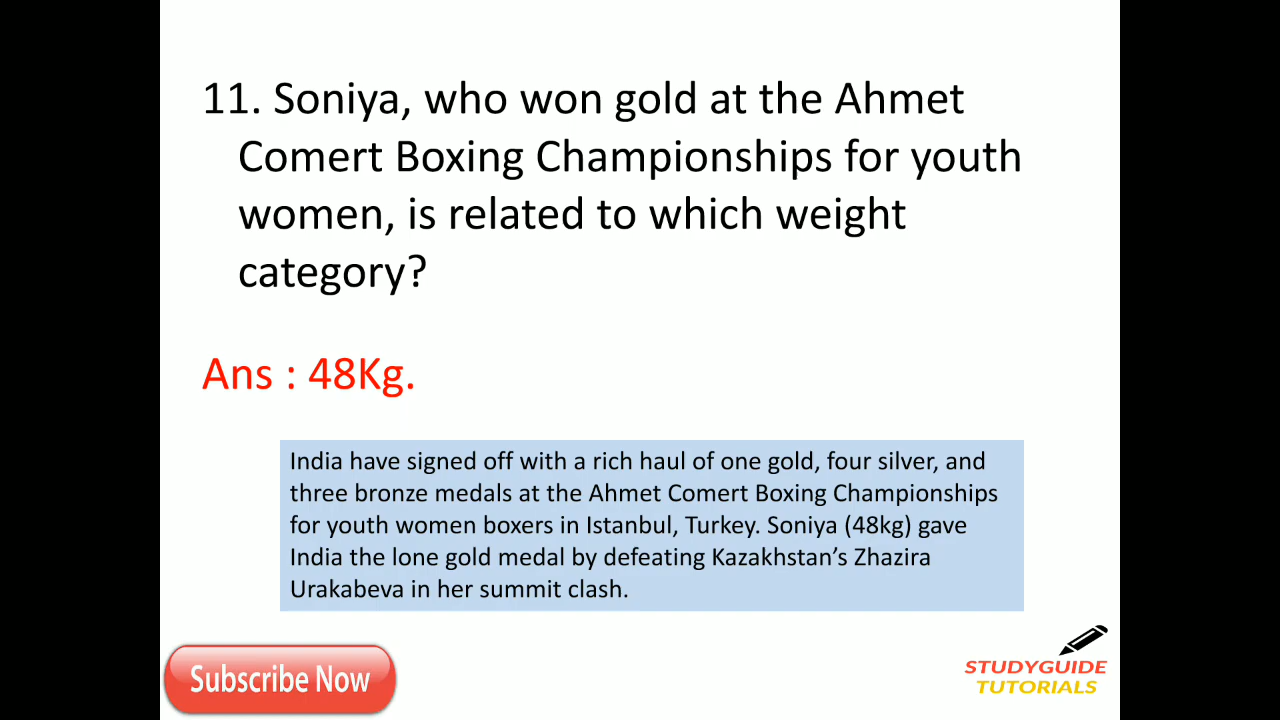 11. Soniya, who won gold at the Ahmet
Comert Boxing Championships for youth
women, is related to which weight
category?
Ans : 48Kg.
India have signed off with a rich haul of one gold, four silver, and
three bronze medals at the Ahmet Comert Boxing Championships
for youth women boxers in Istanbul, Turkey. Soniya (48kg) gave
India the lone gold medal by defeating Kazakhstan’s Zhazira
Urakabeva in her summit clash.
Subscribe Now
STUDYGUIDE
TUTORIALS